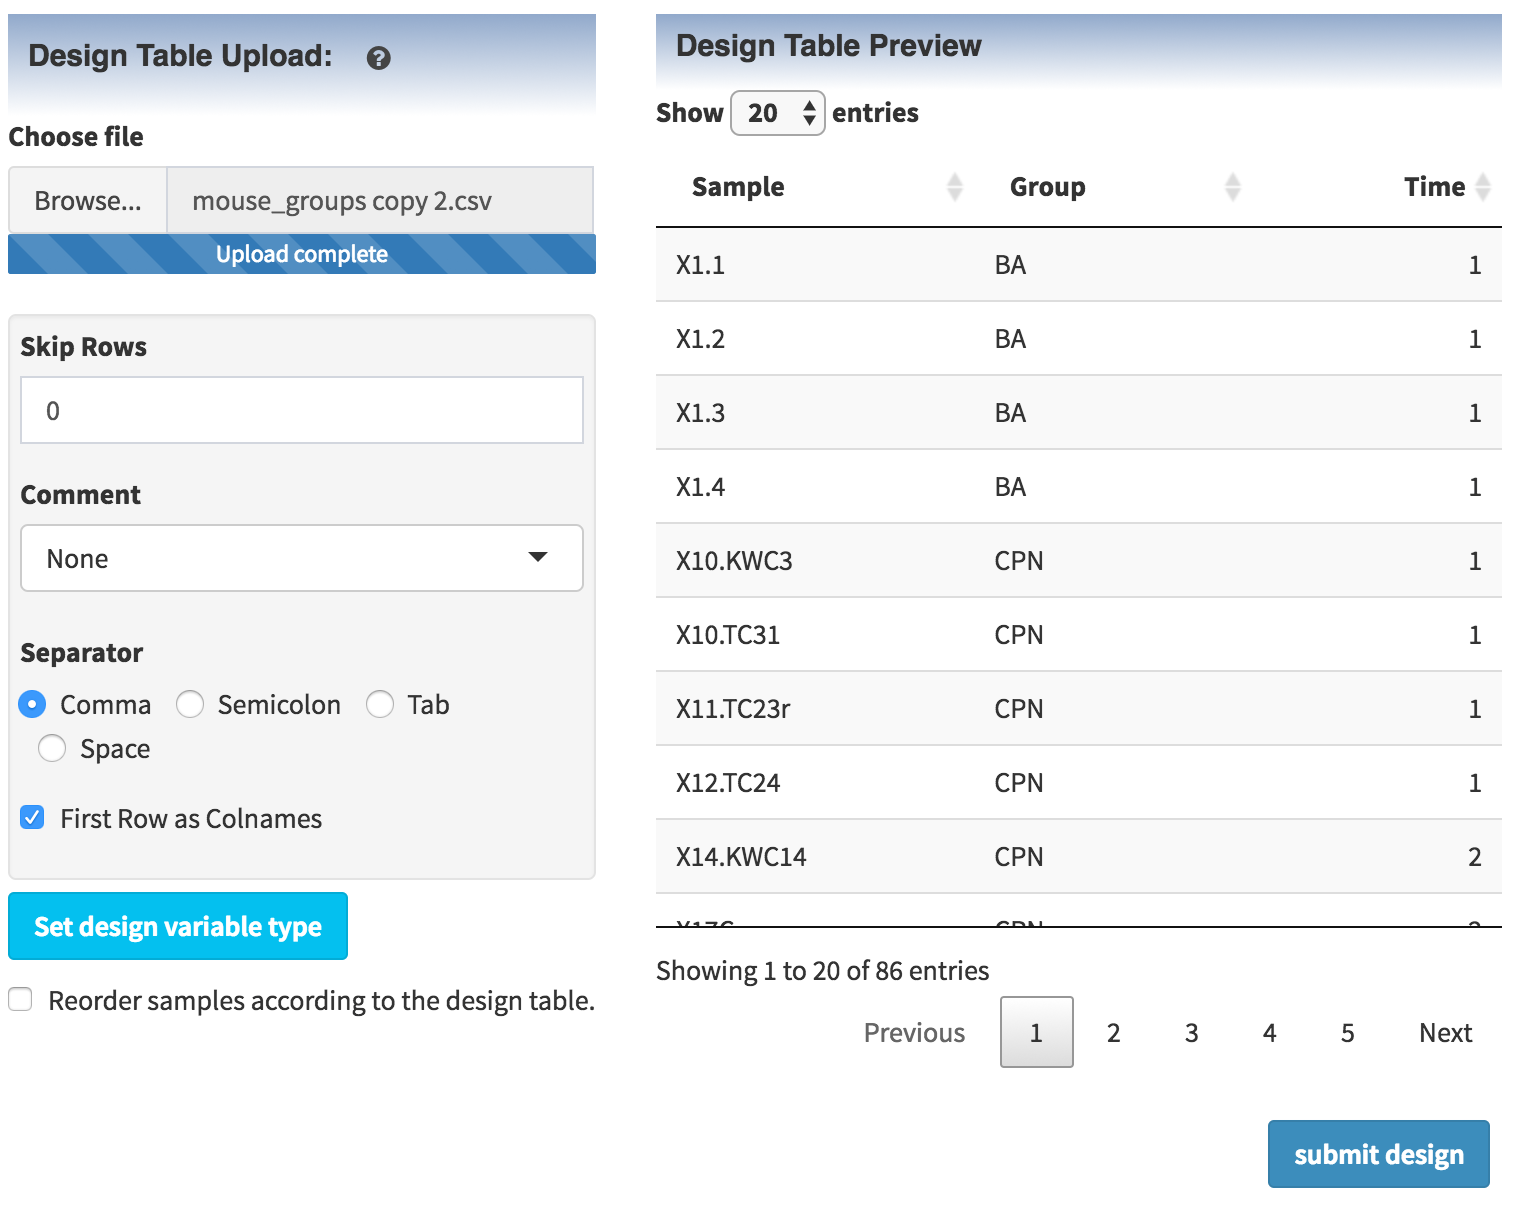 Design Table Upload: ?
Choose file
Browse... mouse_groups copy 2.csv
Upload complete
Skip Rows
0
Comment
None
Separator
Comma Semicolon Tab
Space
First Row as Colnames
Set design variable type
Reorder samples according to the design table.
Design Table Preview
Show 20 entries
Sample Group Time
X1.1 BA 1
X1.2 BA 1
X1.3 BA 1
X1.4 BA 1
X10.KWC3 CPN 1
X10.TC31 CPN 1
X11.TC23r CPN 1
X12.TC24 CPN 1
X14.KWC14 CPN 2
CPN
Showing 1 to 20 of 86 entries
Previous 1 2 3 4 5 Next
submit design